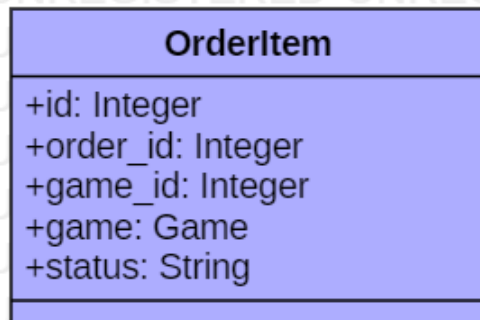 OrderItem
+id: Integer
+order_id: Integer
+game_id: Integer
+game: Game
+status: String